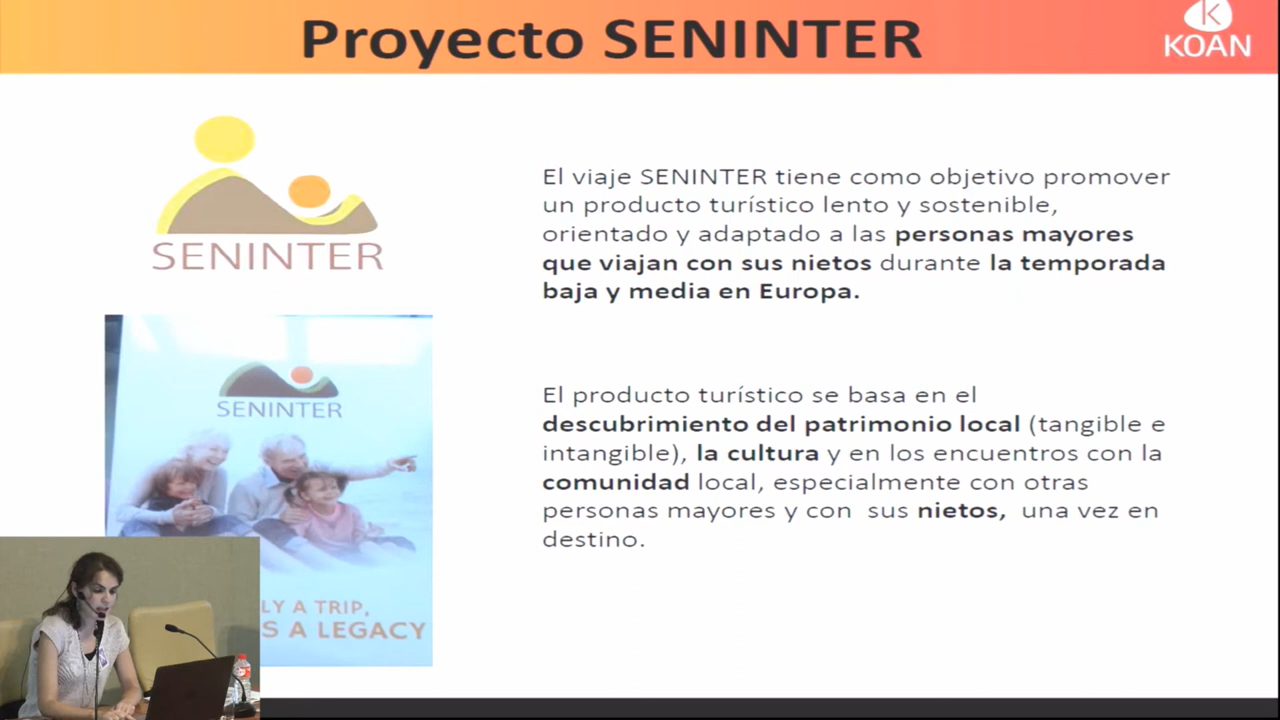 Proyecto SENINTER
K
KOAN
SENINTER
El viaje SENINTER tiene como objetivo promover
un producto turístico lento y sostenible,
orientado y adaptado a las personas mayores
que viajan con sus nietos durante la temporada
baja y media en Europa.
SENINTER
El producto turístico se basa en el
descubrimiento del patrimonio local (tangible e
intangible), la cultura y en los encuentros con la
comunidad local, especialmente con otras
personas mayores y con sus nietos, una vez en
destino.
LY A TRIP,
S A LEGACY